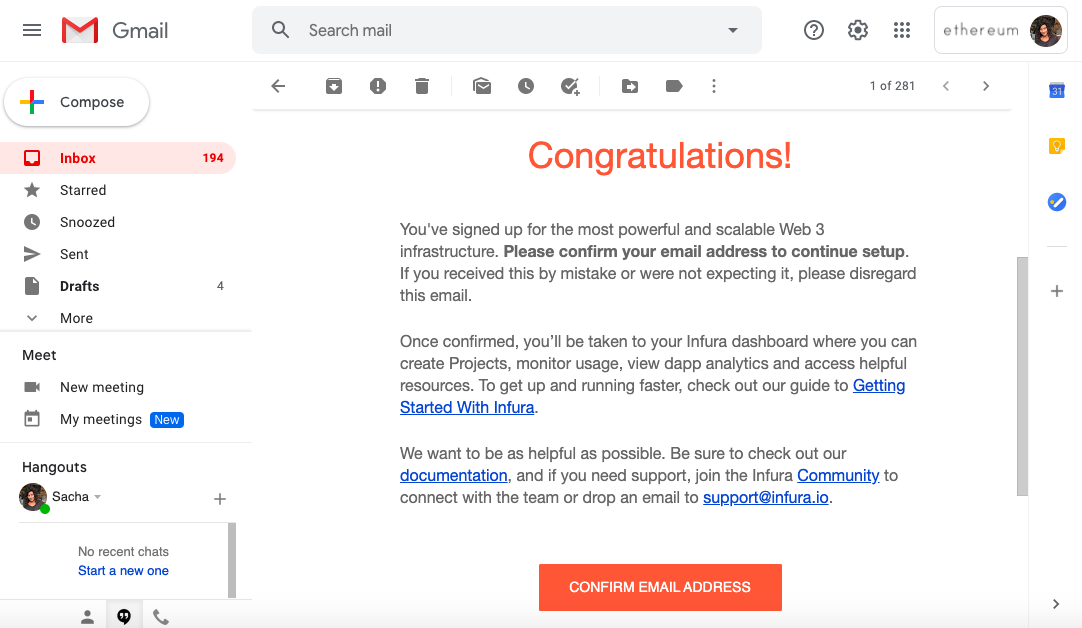 Gmail
Search mail
ethereum
Compose
1 of 281
31
Inbox 194
Starred
Snoozed
Sent
Drafts 4
More
Meet
New meeting
My meetings New
Hangouts
Sacha
No recent chats
Start a new one
Congratulations!
You've signed up for the most powerful and scalable Web 3
infrastructure. Please confirm your email address to continue setup.
If you received this by mistake or were not expecting it, please disregard
this email.
Once confirmed, you’ll be taken to your Infura dashboard where you can
create Projects, monitor usage, view dapp analytics and access helpful
resources. To get up and running faster, check out our guide to Getting
Started With Infura.
We want to be as helpful as possible. Be sure to check out our
documentation, and if you need support, join the Infura Community to
connect with the team or drop an email to support@infura.io.
CONFIRM EMAIL ADDRESS